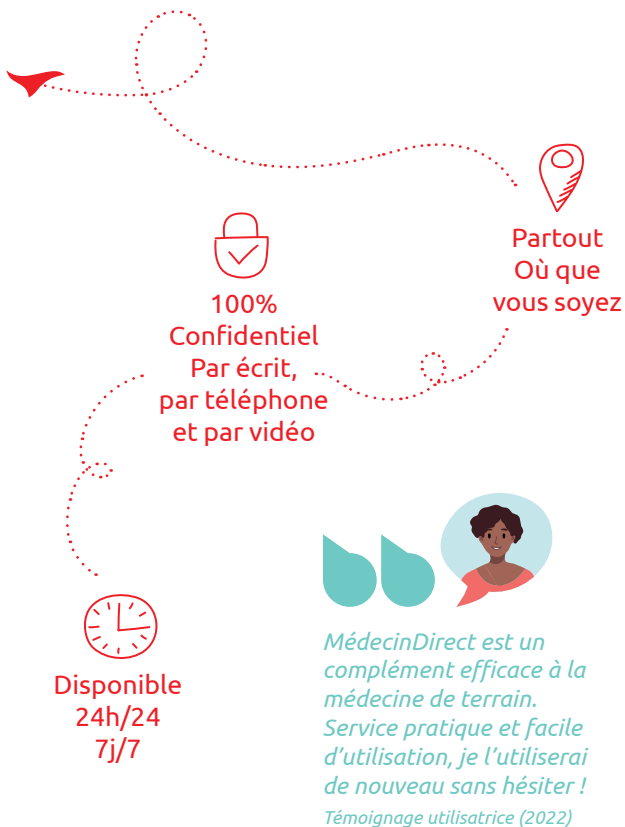 Partout
Où que
vous soyez
100%
Confidentiel
Par écrit,
par téléphone
et par vidéo
Disponible
24h/24
7j/7
MédecinDirect est un
complément efficace à la
médecine de terrain.
Service pratique et facile
d’utilisation, je l’utiliserai
de nouveau sans hésiter !
Témoignage utilisatrice (2022)